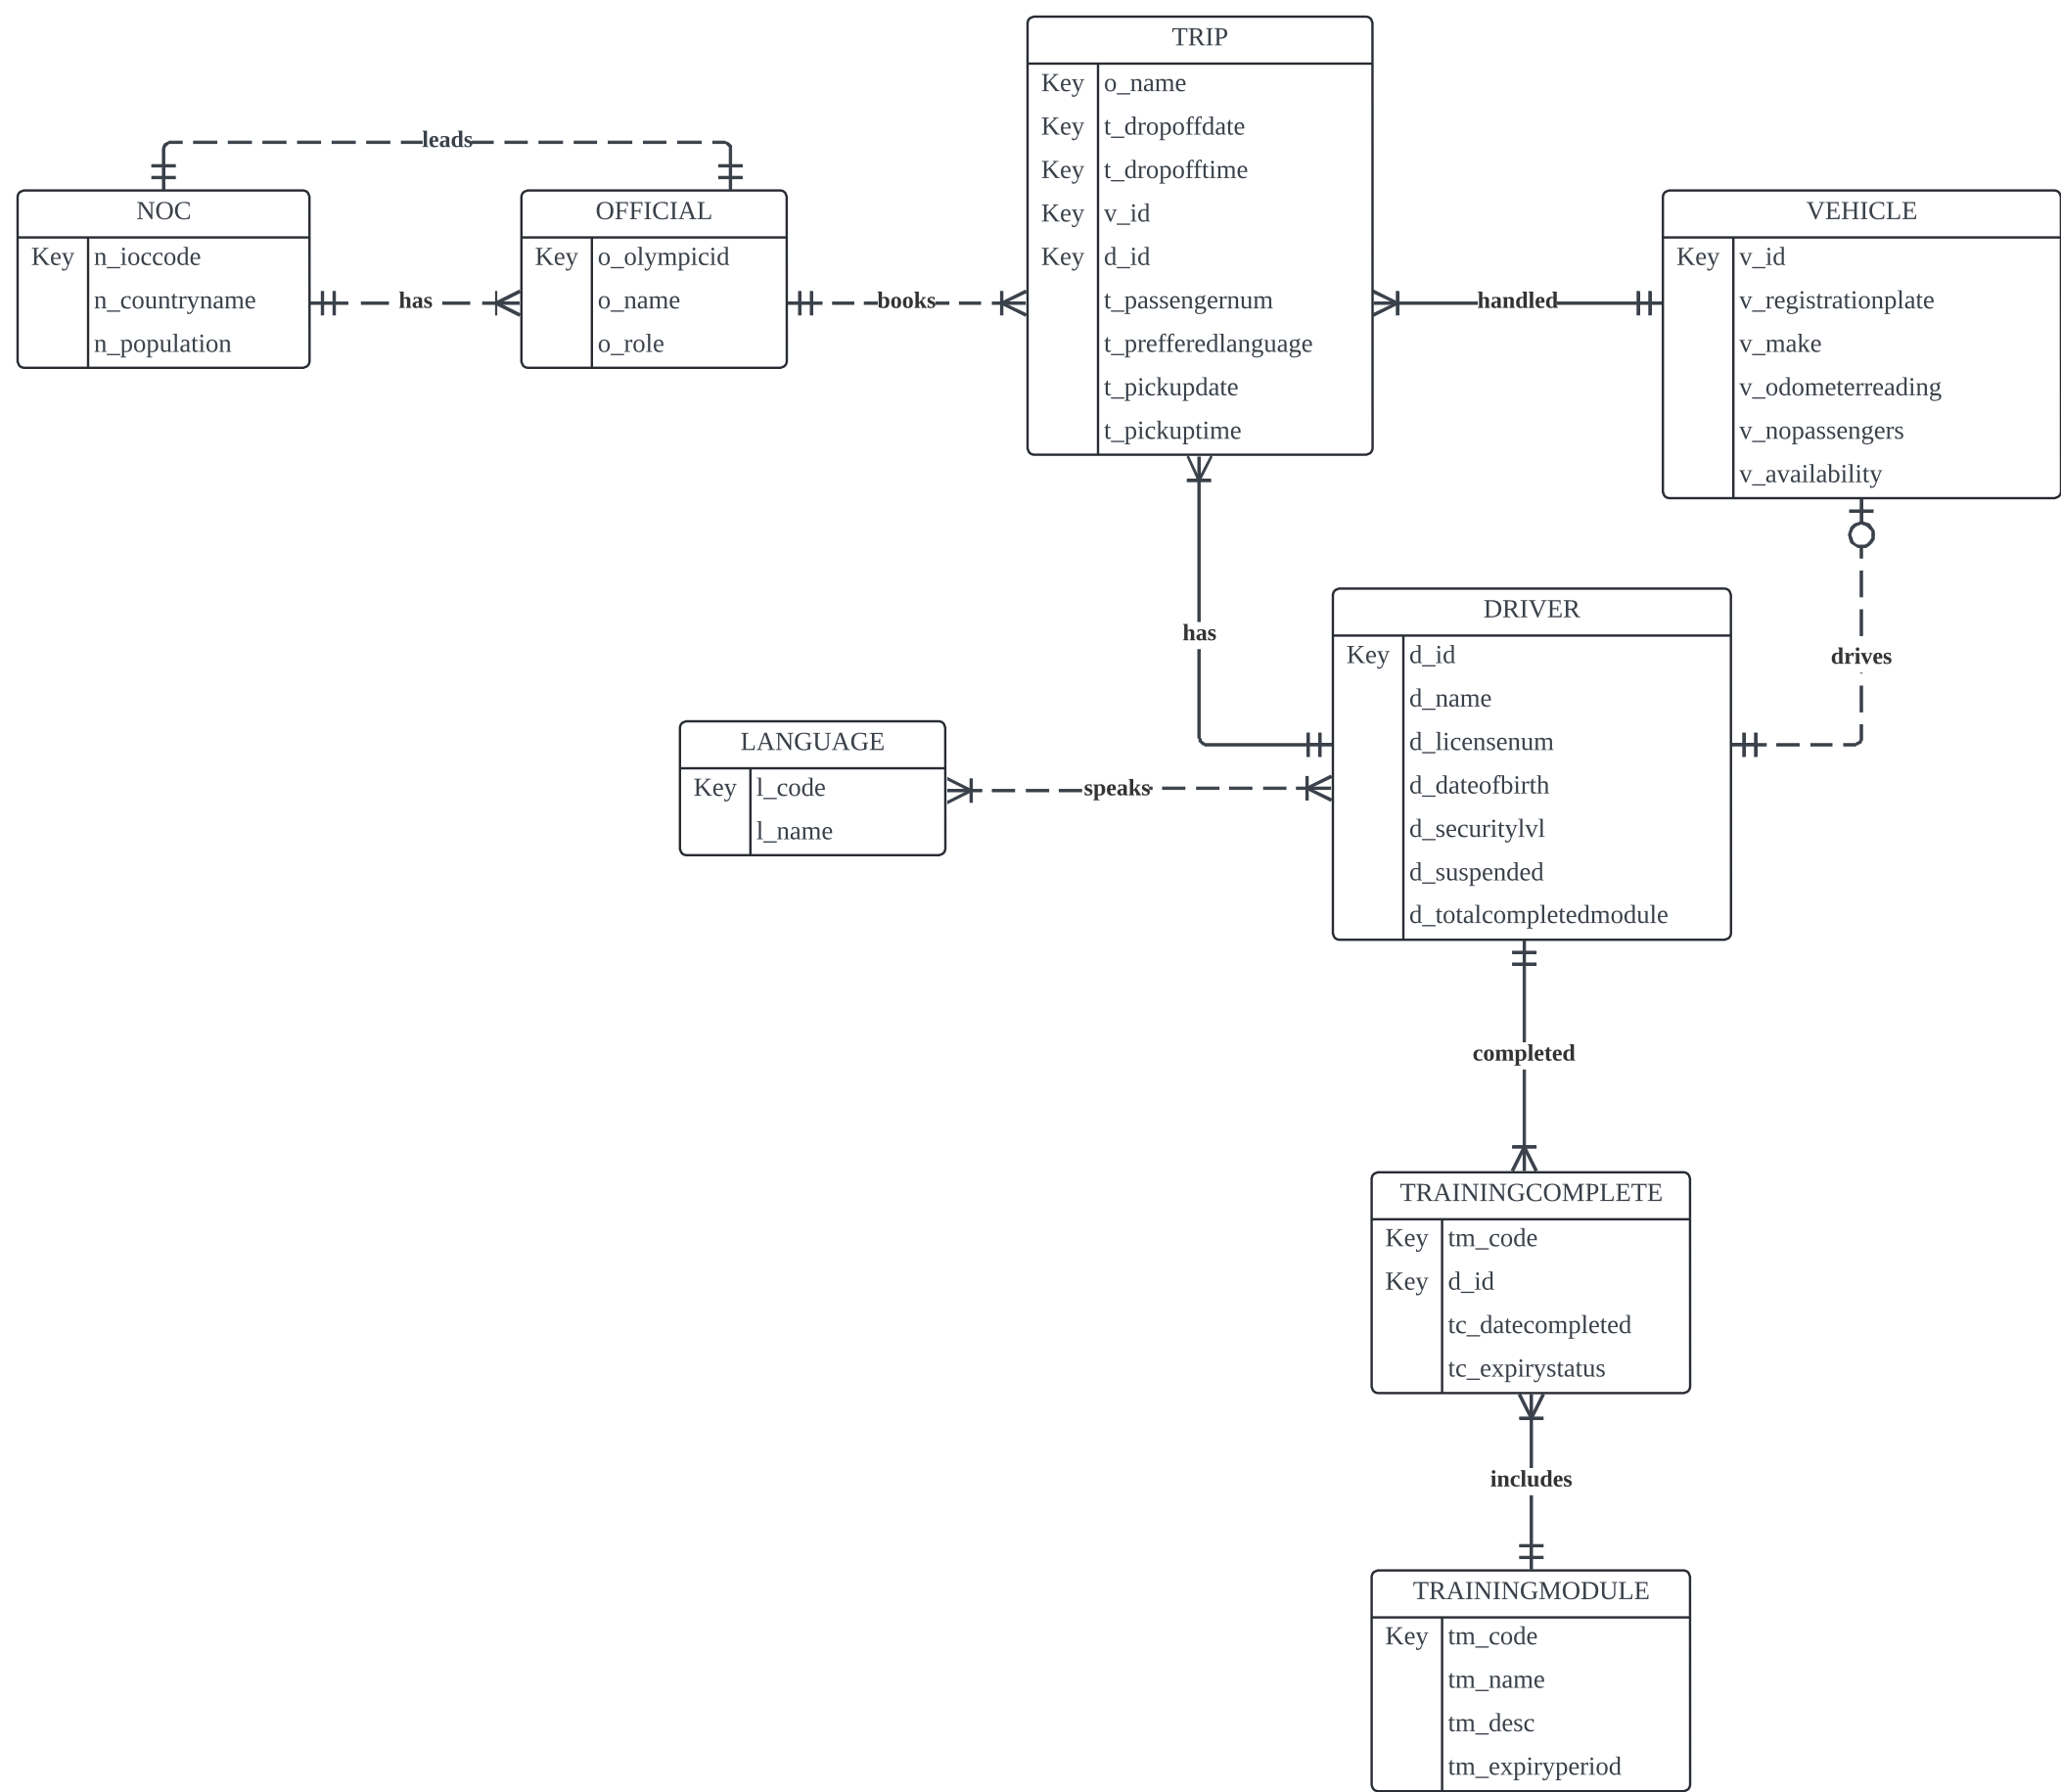 TRIP
Key o_name
Key t_dropoffdate
Key t_dropofftime
Key v_id
Key d_id
t_passengernum
t_prefferedlanguage
t_pickupdate
t_pickuptime
leads
NOC
Key n_ioccode
n_countryname
n_population
has
OFFICIAL
Key o_olympicid
o_name
o_role
books
handled
VEHICLE
Key v_id
v_registrationplate
v_make
v_odometerreading
v_nopassengers
v_availability
has
drives
DRIVER
Key d_id
d_name
d_licensenum
d_dateofbirth
d_securitylvl
d_suspended
d_totalcompletedmodule
LANGUAGE
Key l_code
l_name
speaks
completed
TRAININGCOMPLETE
Key tm_code
Key d_id
tc_datecompleted
tc_expirystatus
includes
TRAININGMODULE
Key tm_code
tm_name
tm_desc
tm_expiryperiod